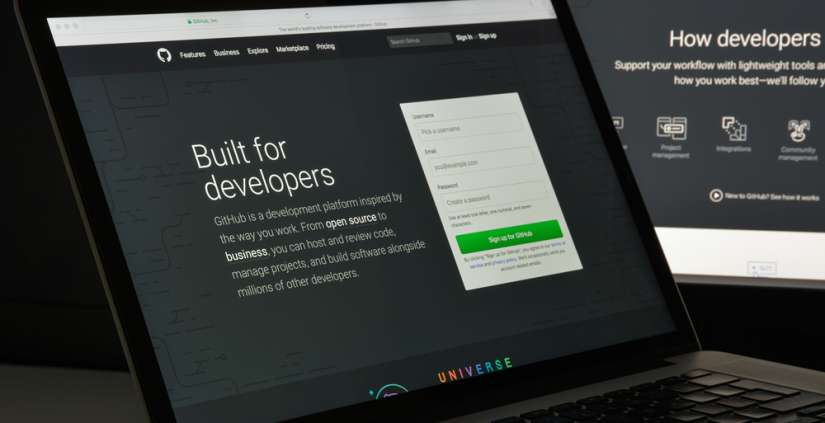 GitHub, Inc.
The world's leading software development platform · GitHub
Features Business Explore Marketplace Pricing
Search GitHub
Sign in or Sign up
Built for
developers
GitHub is a development platform inspired by
the way you work. From open source to
business, you can host and review code,
manage projects, and build software alongside
millions of other developers.
Username
Pick a username
Email
you@example.com
Password
Create a password
Use at least one letter, one numeral, and seven
characters.
Sign up for GitHub
By clicking "Sign up for GitHub", you agree to our terms of
service and privacy policy. We'll occasionally send you
account related emails.
UNIVERSE
How developers
Support your workflow with lightweight tools
how you work best—we'll follow
Project
management
Integrations
Community
management
New to GitHub? See how it works